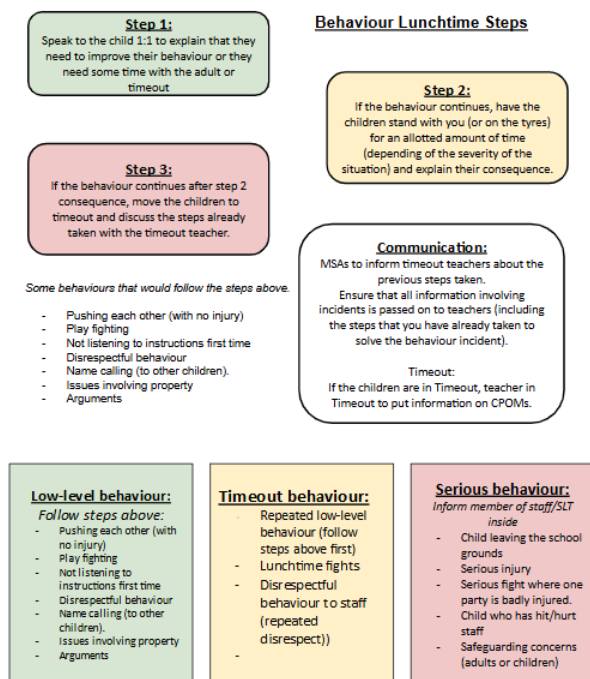 Behaviour Lunchtime Steps
Step 1:
Speak to the child 1:1 to explain that they
need to improve their behaviour or they
need some time with the adult or
timeout
Step 2:
If the behaviour continues, have the
children stand with you (or on the tyres)
for an allotted amount of time
(depending of the severity of the
situation) and explain their consequence.
Step 3:
If the behaviour continues after step 2
consequence, move the children to
timeout and discuss the steps already
taken with the timeout teacher.
Communication:
MSAs to inform timeout teachers about the
previous steps taken.
Ensure that all information involving
incidents is passed on to teachers (including
the steps that you have already taken to
solve the behaviour incident).
Timeout:
If the children are in Timeout, teacher in
Timeout to put information on CPOMs.
Some behaviours that would follow the steps above.
- Pushing each other (with no injury)
- Play fighting
- Not listening to instructions first time
- Disrespectful behaviour
- Name calling (to other children).
- Issues involving property
- Arguments
Low-level behaviour:
Follow steps above:
- Pushing each other (with
no injury)
- Play fighting
- Not listening to
instructions first time
- Disrespectful behaviour
- Name calling (to other
children).
- Issues involving property
- Arguments
Timeout behaviour:
- Repeated low-level
behaviour (follow
steps above first)
- Lunchtime fights
- Disrespectful
behaviour to staff
(repeated
disrespect))
-
Serious behaviour:
Inform member of staff/SLT
inside
- Child leaving the school
grounds
- Serious injury
- Serious fight where one
party is badly injured.
- Child who has hit/hurt
staff
- Safeguarding concerns
(adults or children)